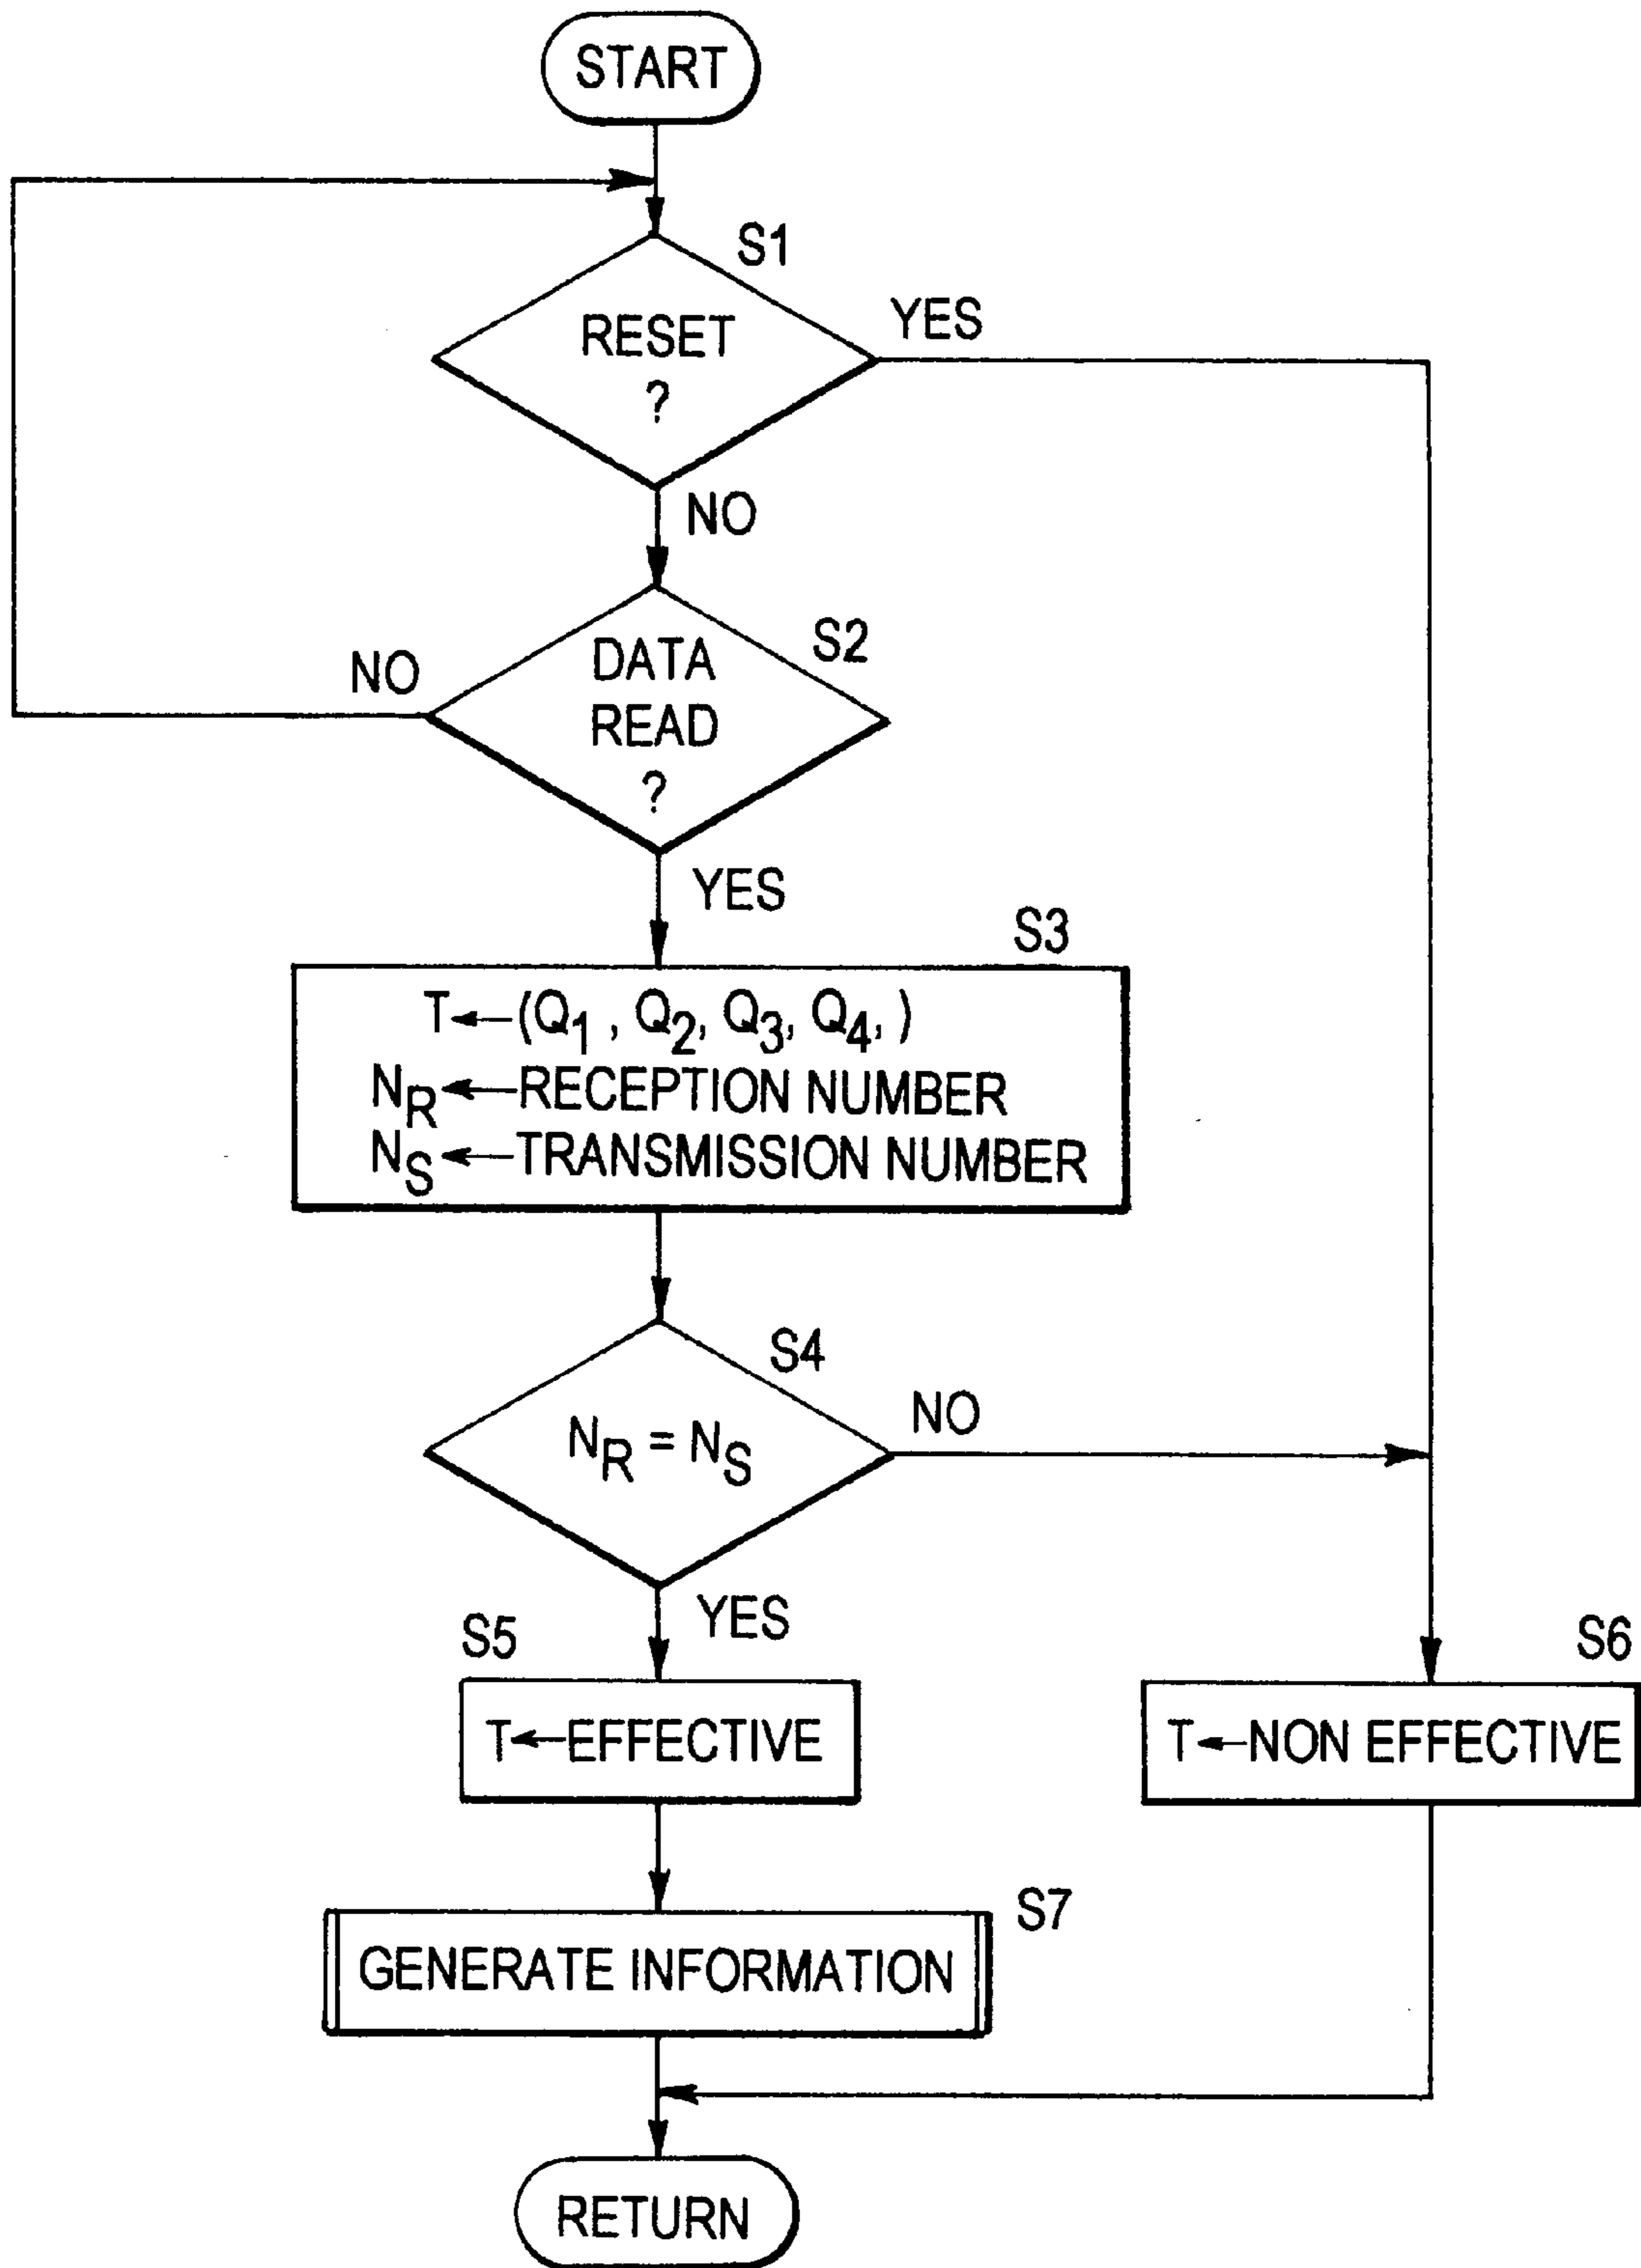 START
S1
RESET
?
YES
NO
S2
DATA
READ
?
NO
YES
S3
T←(Q1 , Q2, Q3, Q4, )
NR←RECEPTION NUMBER
NS←TRANSMISSION NUMBER
S4
NR = NS
NO
YES
S5
T←EFFECTIVE
S6
T←NON EFFECTIVE
S7
GENERATE INFORMATION
RETURN